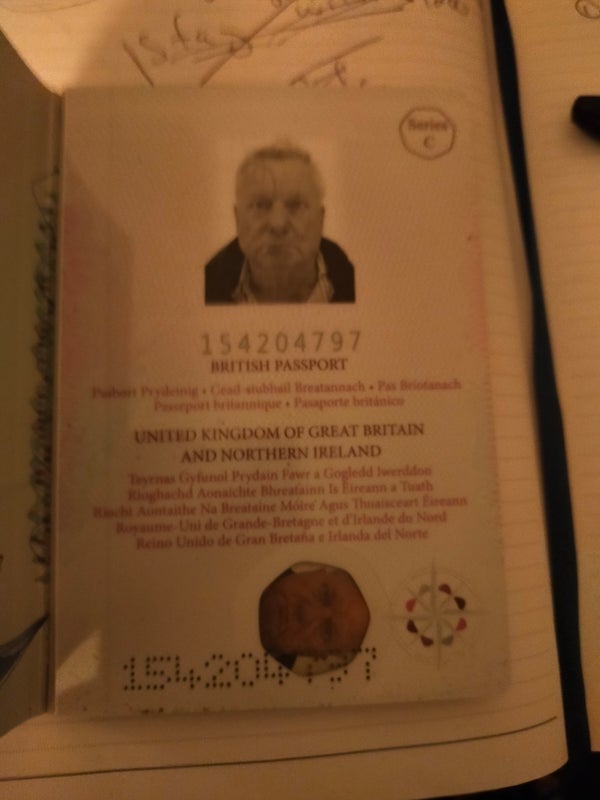 Series
C
154204797
BRITISH PASSPORT
Pasbort Prydeinig • Cead-siubhail Breatannach • Pas Briotanach
Passeport britannique • Pasaporte británico
UNITED KINGDOM OF GREAT BRITAIN
AND NORTHERN IRELAND
Teyrnas Gyfunol Prydain Fawr a Gogledd Iwerddon
Rìoghachd Aonaichte Bhreatainn Is Èireann a Tuath
Ríocht Aontaithe Na Breataine Móire Agus Thuaisceart Éireann
Royaume-Uni de Grande-Bretagne et d'Irlande du Nord
Reino Unido de Gran Bretaña e Irlanda del Norte
154204797